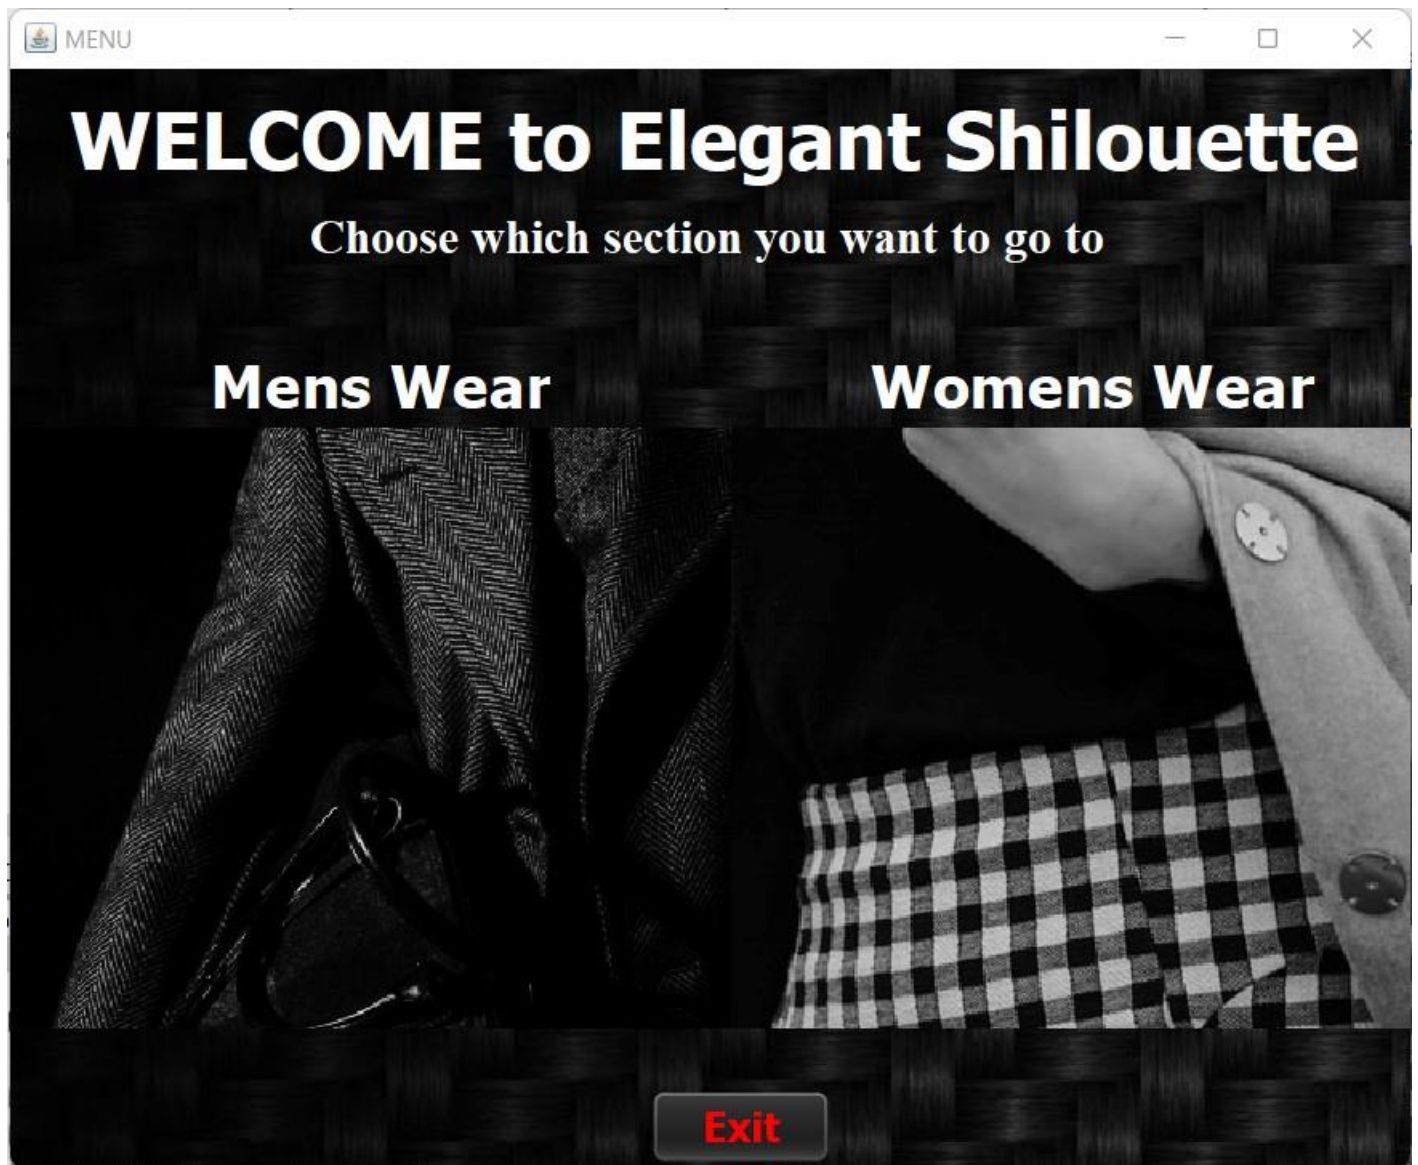 MENU
WELCOME to Elegant Shilouette
Choose which section you want to go to
Mens Wear
Womens Wear
Exit